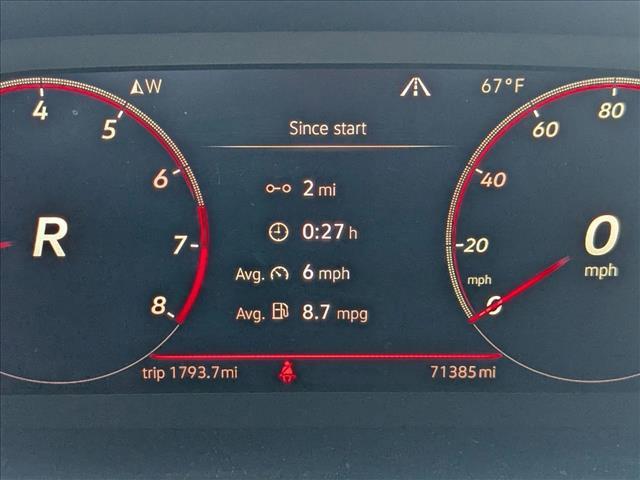 W 67°F
4 5 6 7 8
R
Since start
2 mi
0:27 h
Avg. 6 mph
Avg. 8.7 mpg
80
60
40
20
mph
0
0
mph
trip 1793.7mi 71385mi